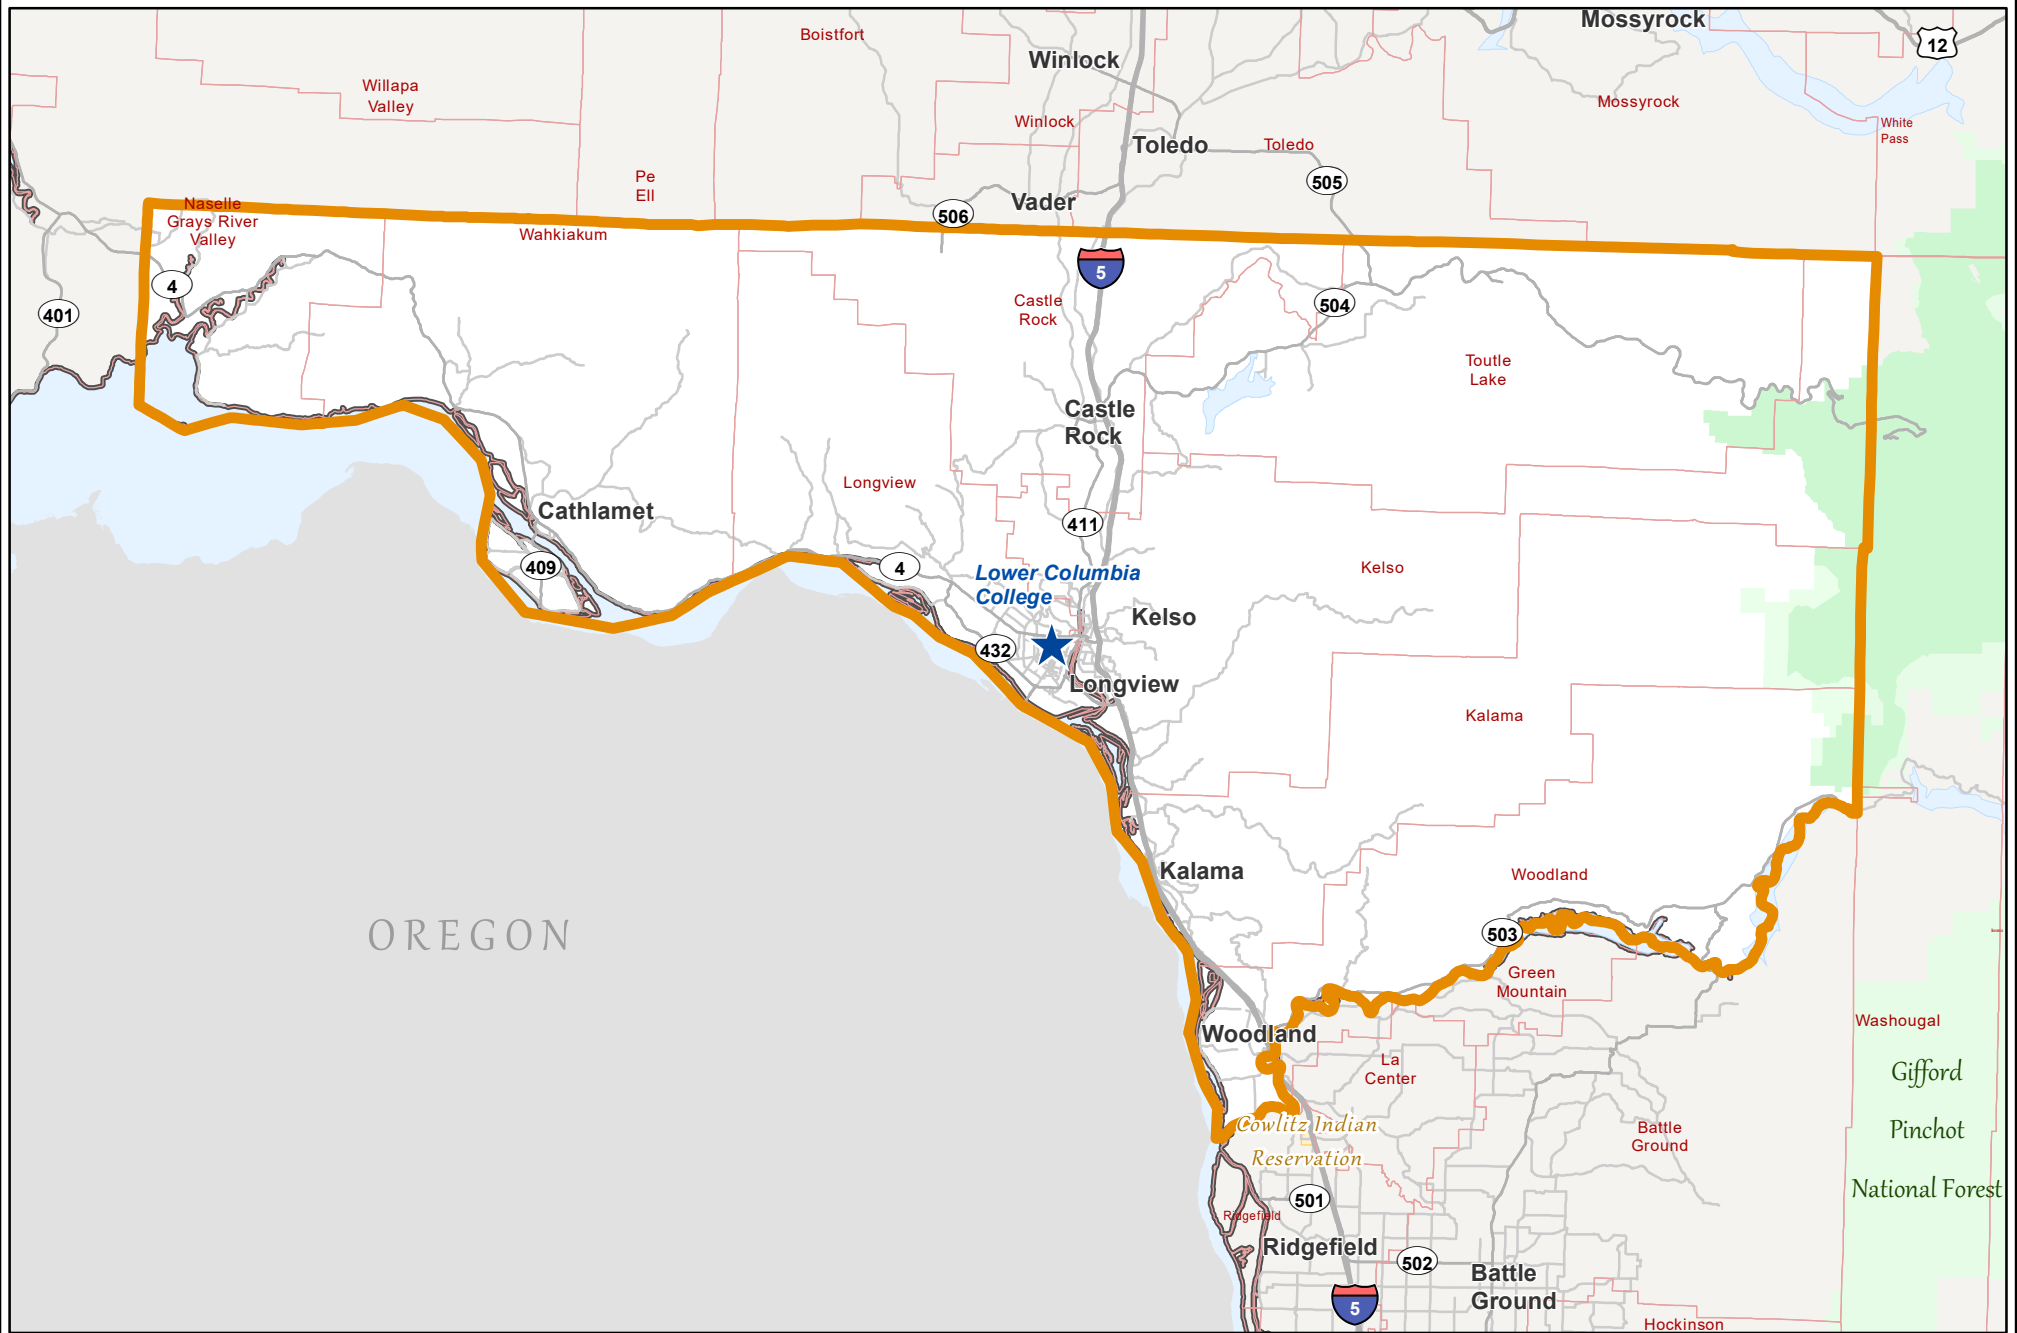 Mossyrock
12
Boistfort
Winlock
Willapa
Valley
Mossyrock
Winlock
White
Pass
Toledo
Toledo
Pe
Ell
505
Vader
506
Naselle
Grays River
Valley
Wahkiakum
5
4
401
Castle
Rock
504
Toutle
Lake
Castle
Rock
Longview
Cathlamet
411
409
4
Lower Columbia
College
Kelso
Kelso
432
Longview
Kalama
Kalama
Woodland
OREGON
503
Green
Mountain
Woodland
Washougal
La
Center
Gifford
Pinchot
National Forest
Cowlitz Indian
Reservation
Battle
Ground
501
Ridgefield
Ridgefield
502
Battle
Ground
5
Hockinson